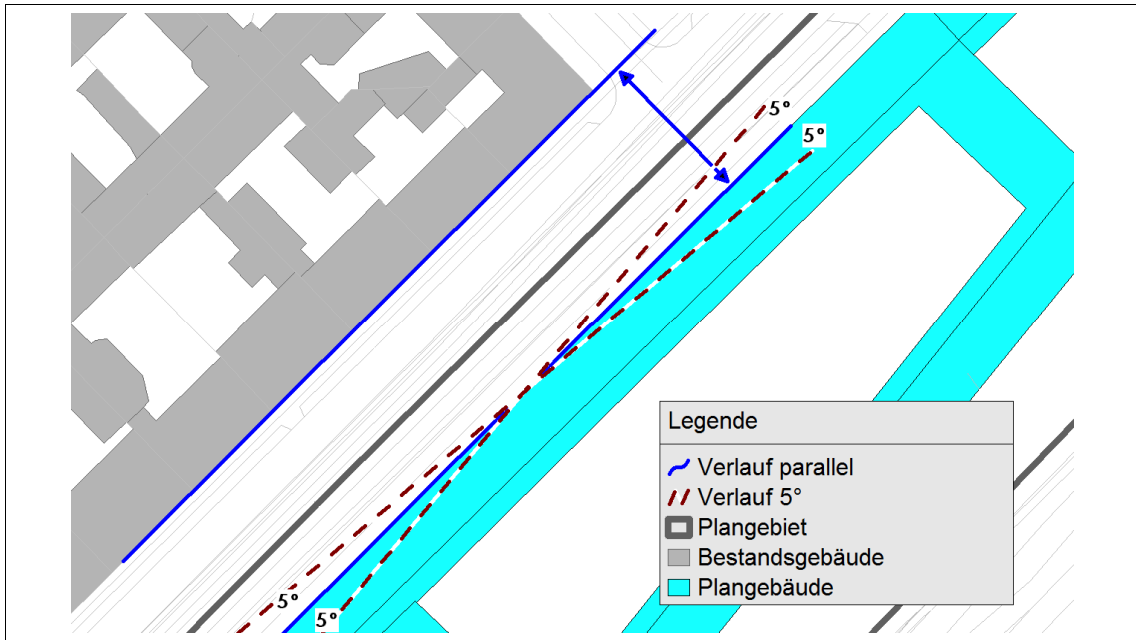 5°
5°
Legende
Verlauf parallel
Verlauf 5°
Plangebiet
Bestandsgebäude
Plangebäude
5°
5°